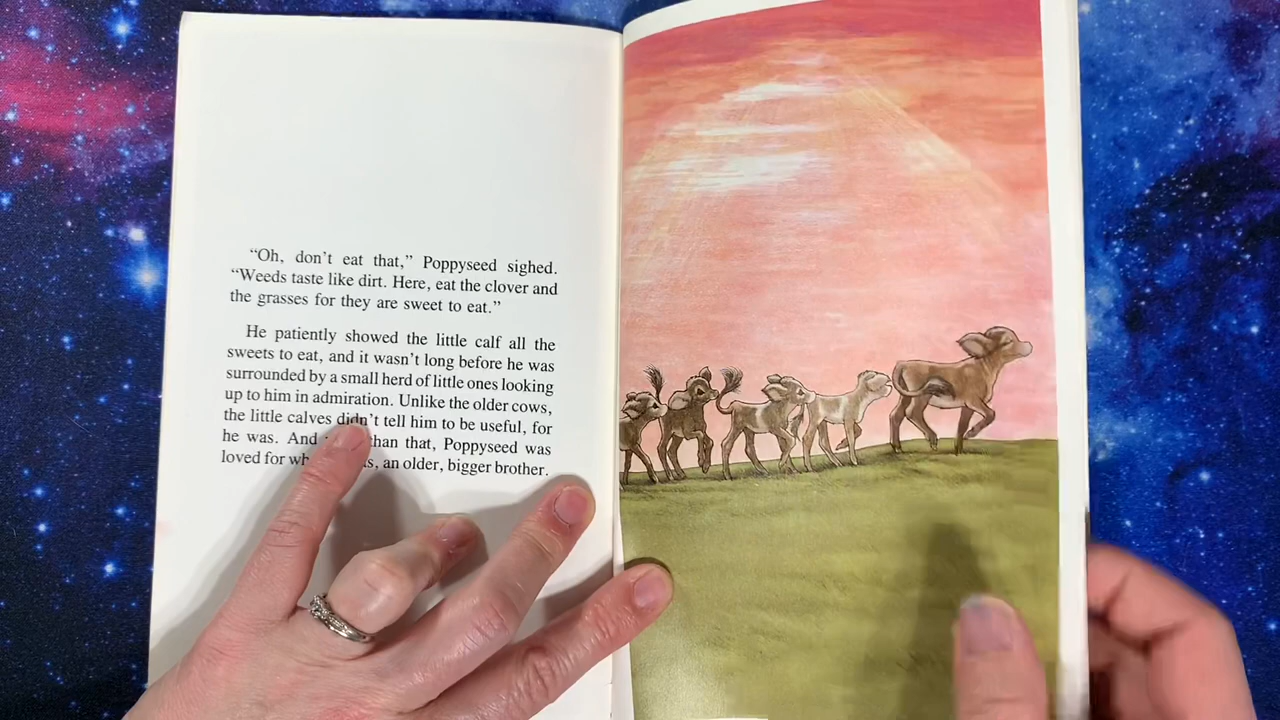 “Oh, don’t eat that,” Poppyseed sighed.
“Weeds taste like dirt. Here, eat the clover and
the grasses for they are sweet to eat.”
He patiently showed the little calf all the
sweets to eat, and it wasn’t long before he was
surrounded by a small herd of little ones looking
up to him in admiration. Unlike the older cows,
the little calves didn’t tell him to be useful, for
he was. And than that, Poppyseed was
loved for an older, bigger brother.